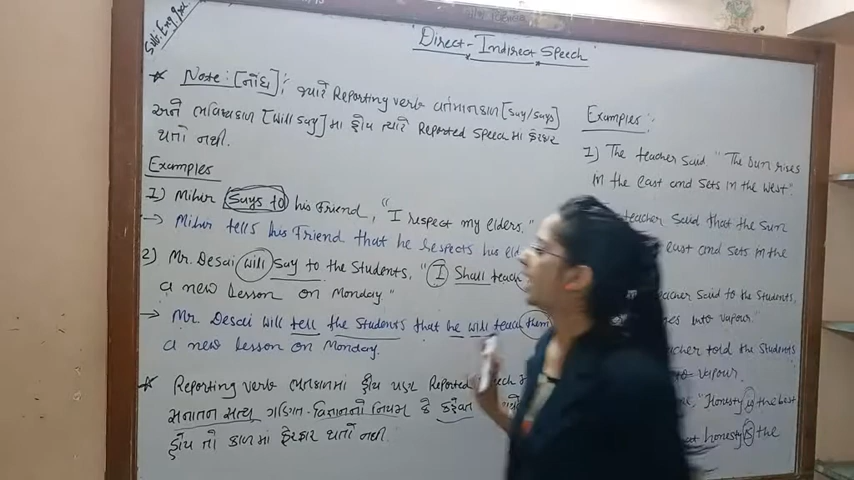 Sub: Eng
Direct - Indirect Speech
* Note: [નોંધ]: જ્યારે Reporting verb વર્તમાનકાળ [say/says]
અને ભવિષ્યકાળ [will say] માં હોય ત્યારે Reported Speech માં ફેરફાર
થતો નથી.
Examples
1) Mihir says to his friend, "I respect my elders."
→ Mihir tells his friend that he respects his
2) Mr. Desai will say to the students, "I shall teach
a new lesson on Monday"
→ Mr. Desai will tell the students that he will teach them
a new lesson on Monday.
* Reporting verb ભૂતકાળમાં હોય પણ Reported Speech
સનાતન સત્ય ગણિત-વિજ્ઞાનનો નિયમ કે કહેવત
હોય તો કાળમાં ફેરફાર થતો નથી.
Examples:
1) The teacher said "The Sun rises
in the east and sets in the west".
teacher said that the sun
east and sets in the
teacher said to the students,
into vapour."
teacher told the students
to vapour.
"Honesty is the best
honesty is the